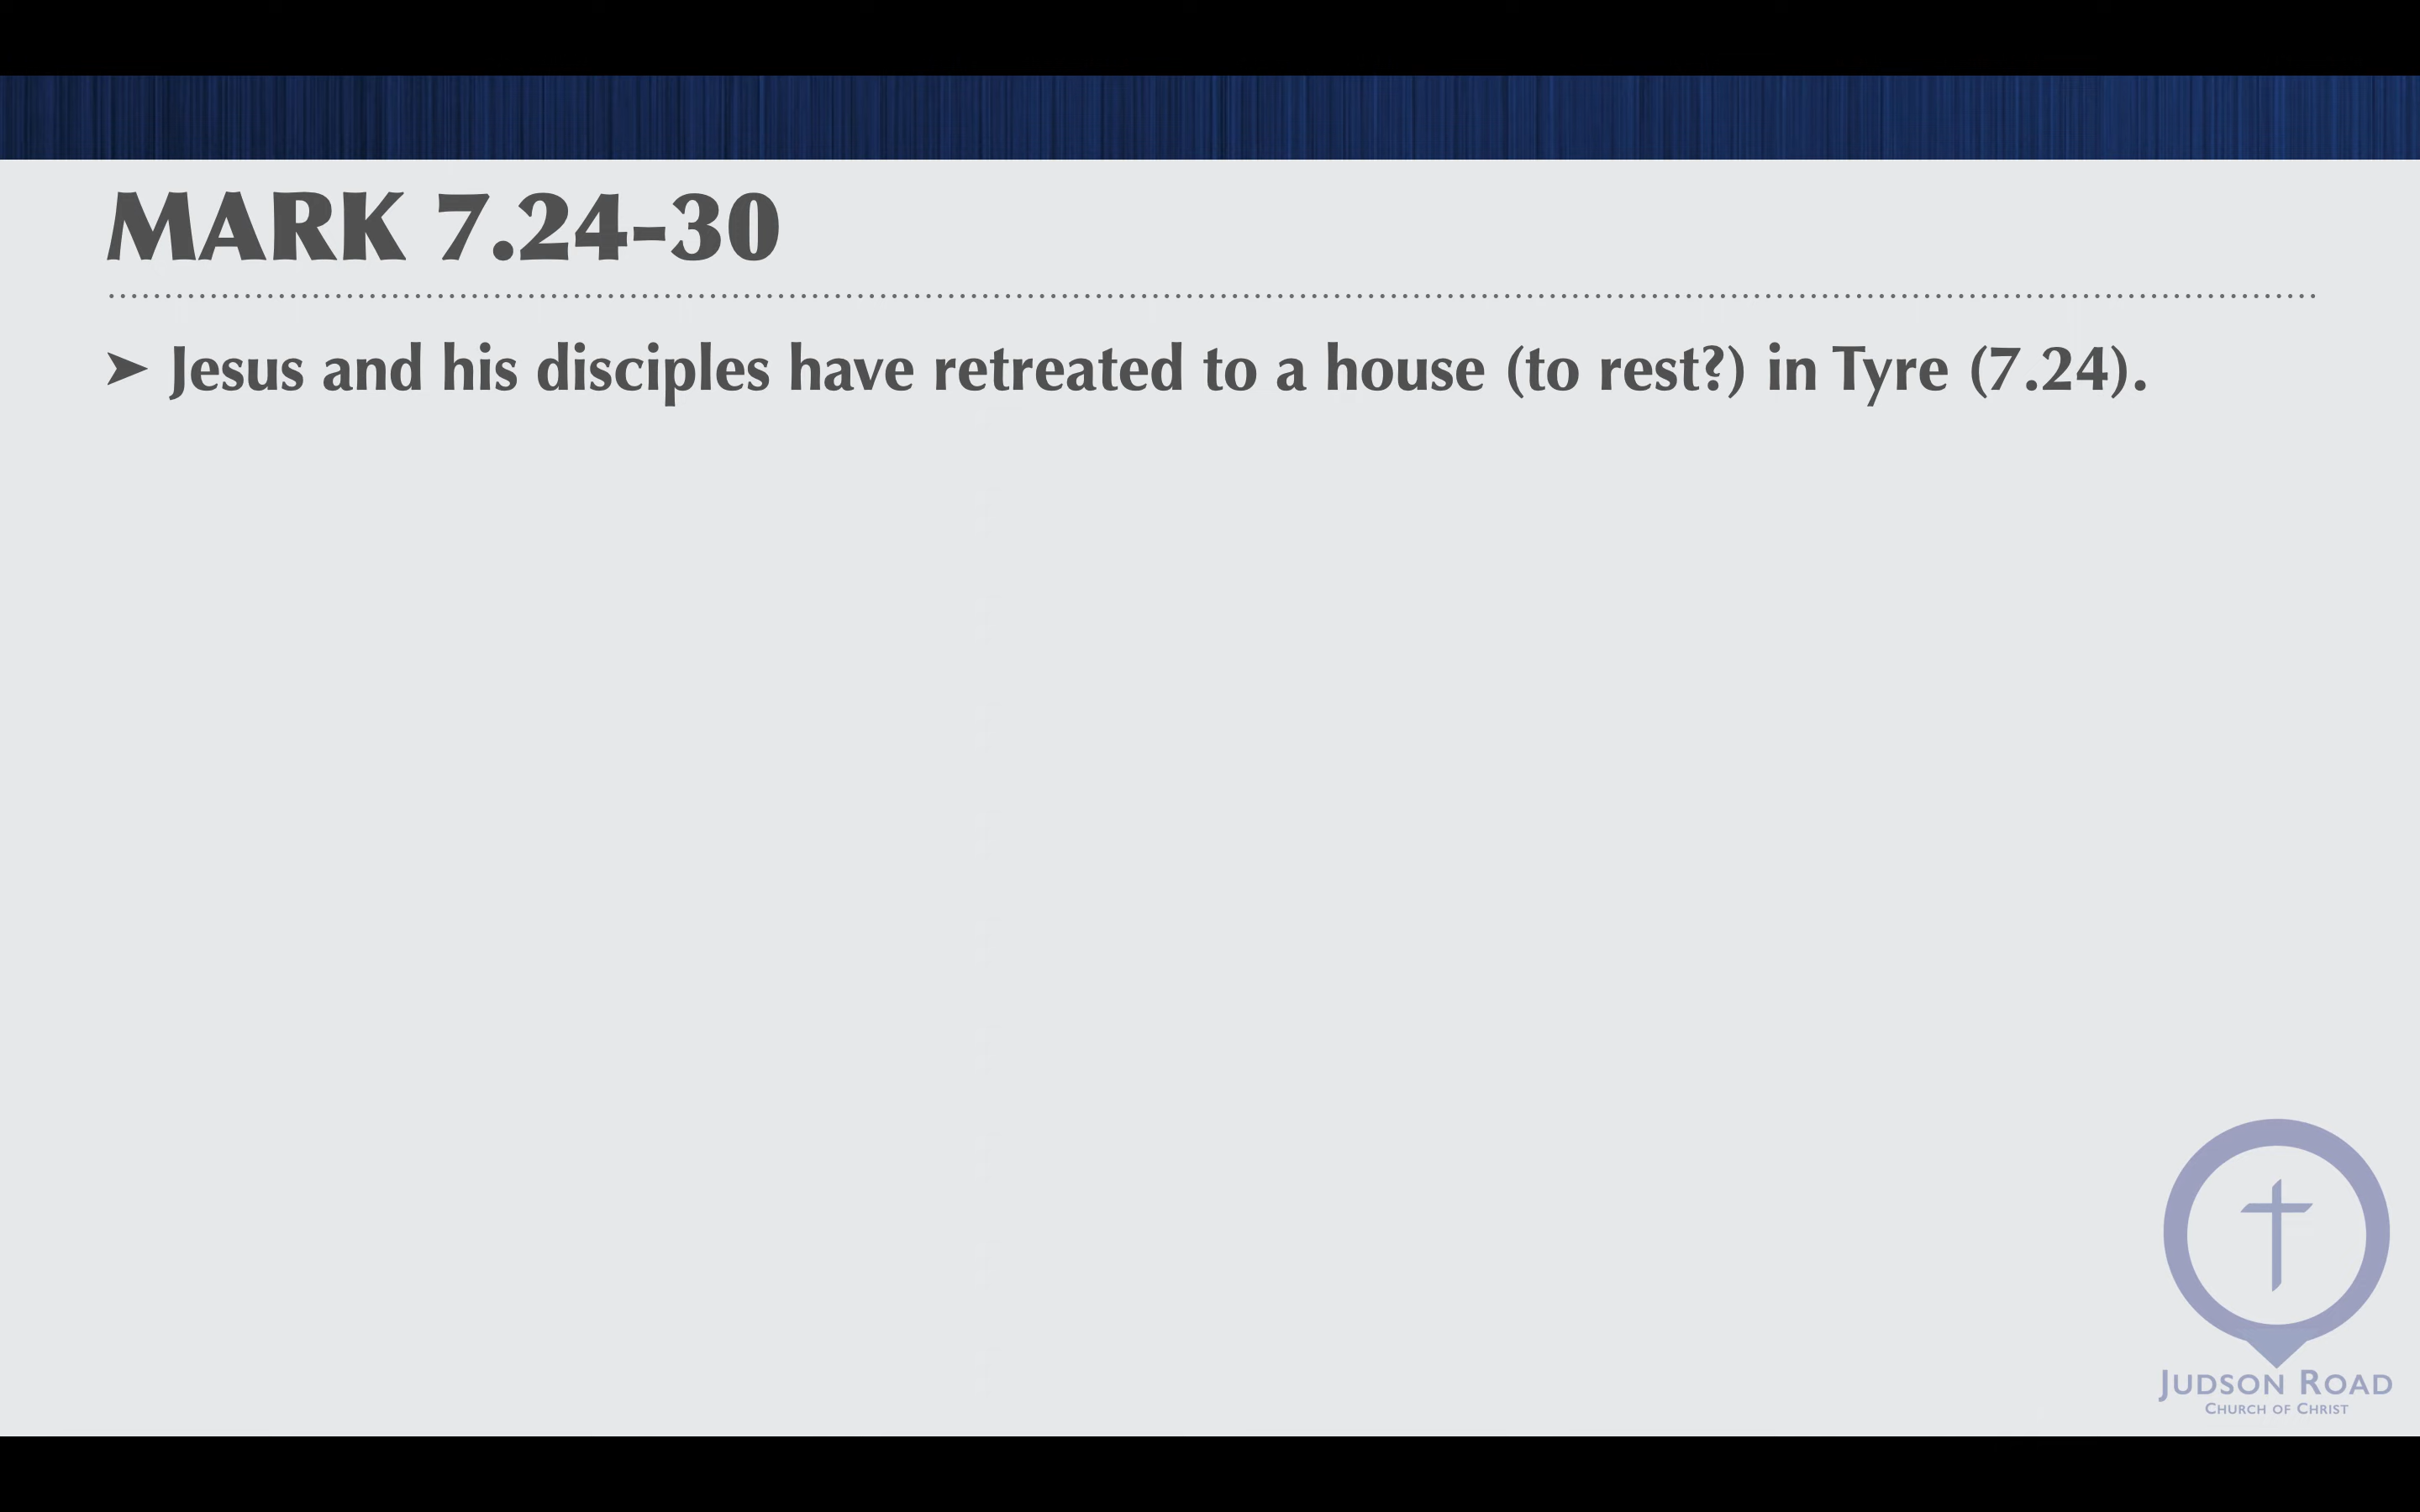 MARK 7.24-30
➤ Jesus and his disciples have retreated to a house (to rest?) in Tyre (7.24).
JUDSON ROAD
CHURCH OF CHRIST